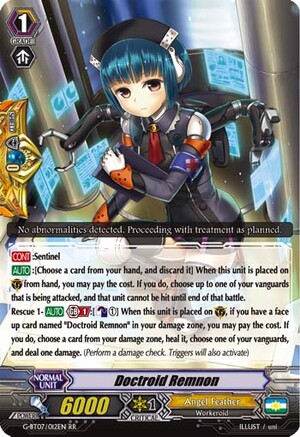 1
GRADE
No abnormalities detected. Proceeding with treatment as planned.
CONT :Sentinel
AUTO :[Choose a card from your hand, and discard it] When this unit is placed on
from hand, you may pay the cost. If you do, choose up to one of your vanguards
that is being attacked, and that unit cannot be hit until end of that battle.
Rescue 1- AUTO :[ 1] When this unit is placed on , if you have a face
up card named "Doctroid Remnon" in your damage zone, you may pay the cost. If
you do, choose a card from your damage zone, heal it, choose one of your vanguards,
and deal one damage. (Perform a damage check. Triggers will also activate)
NORMAL UNIT
Doctroid Remnon
POWER
6000
1
CRITICAL
Angel Feather
Workeroid
G-BT07/012EN RR
ILLUST / uni